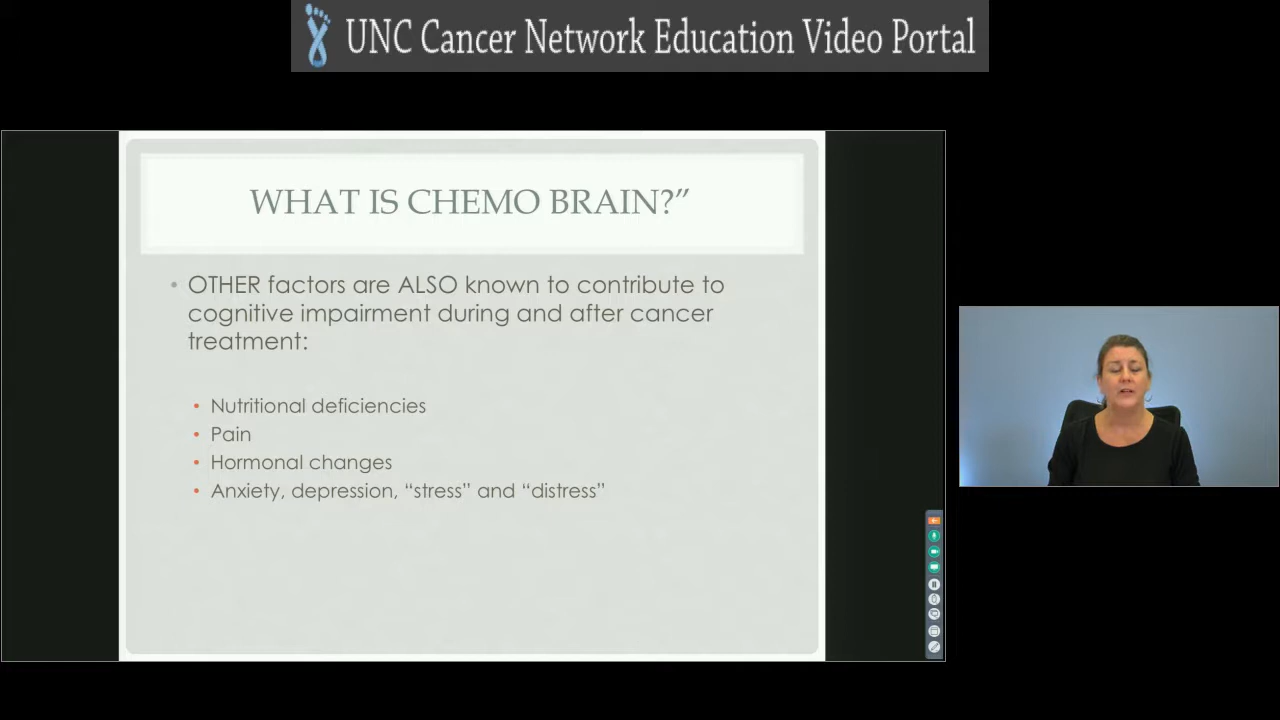 UNC Cancer Network Education Video Portal
WHAT IS CHEMO BRAIN?”
• OTHER factors are ALSO known to contribute to
cognitive impairment during and after cancer
treatment:
• Nutritional deficiencies
• Pain
• Hormonal changes
• Anxiety, depression, “stress” and “distress”